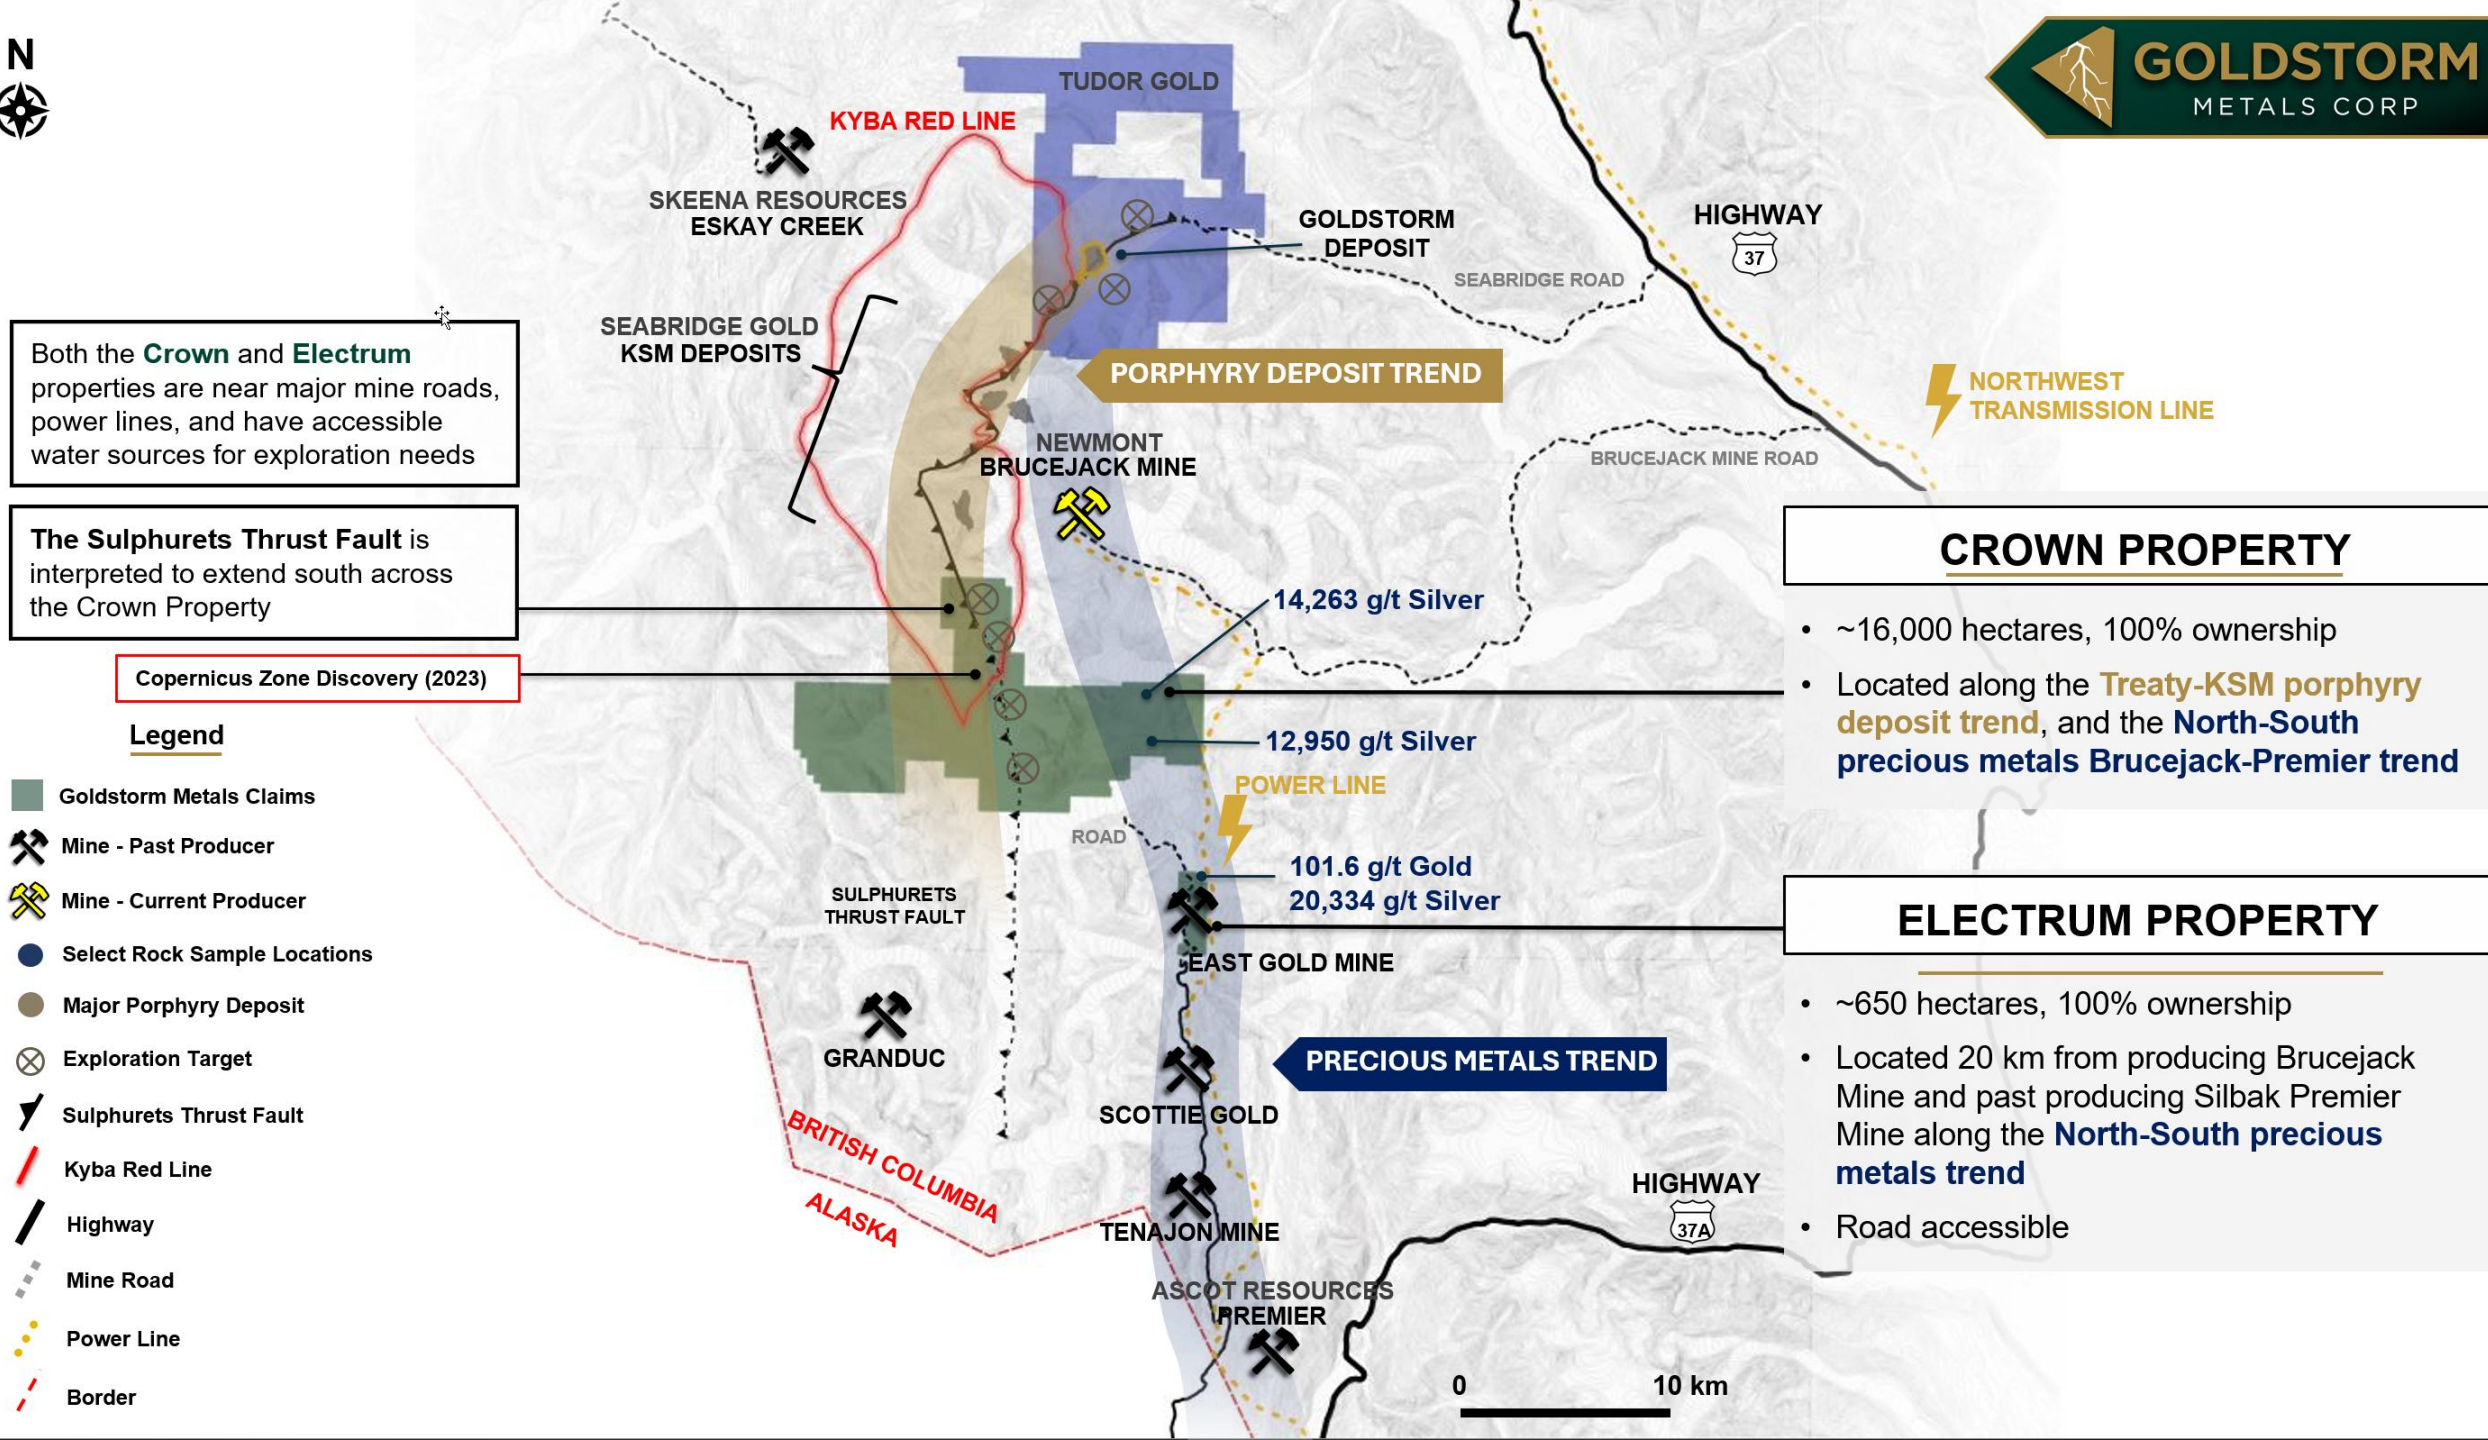 N
GOLDSTORM
METALS CORP
TUDOR GOLD
KYBA RED LINE
SKEENA RESOURCES
ESKAY CREEK
GOLDSTORM
DEPOSIT
HIGHWAY
37
SEABRIDGE ROAD
SEABRIDGE GOLD
KSM DEPOSITS
PORPHYRY DEPOSIT TREND
NORTHWEST
TRANSMISSION LINE
NEWMONT
BRUCEJACK MINE
BRUCEJACK MINE ROAD
Both the Crown and Electrum
properties are near major mine roads,
power lines, and have accessible
water sources for exploration needs
The Sulphurets Thrust Fault is
interpreted to extend south across
the Crown Property
Copernicus Zone Discovery (2023)
14,263 g/t Silver
12,950 g/t Silver
POWER LINE
ROAD
101.6 g/t Gold
20,334 g/t Silver
SULPHURETS
THRUST FAULT
EAST GOLD MINE
GRANDUC
PRECIOUS METALS TREND
SCOTTIE GOLD
BRITISH COLUMBIA
ALASKA
TENAJON MINE
HIGHWAY
37A
ASCOT RESOURCES
PREMIER
0 10 km
CROWN PROPERTY
• ~16,000 hectares, 100% ownership
• Located along the Treaty-KSM porphyry
deposit trend, and the North-South
precious metals Brucejack-Premier trend
ELECTRUM PROPERTY
• ~650 hectares, 100% ownership
• Located 20 km from producing Brucejack
Mine and past producing Silbak Premier
Mine along the North-South precious
metals trend
• Road accessible
Legend
Goldstorm Metals Claims
Mine - Past Producer
Mine - Current Producer
Select Rock Sample Locations
Major Porphyry Deposit
Exploration Target
Sulphurets Thrust Fault
Kyba Red Line
Highway
Mine Road
Power Line
Border